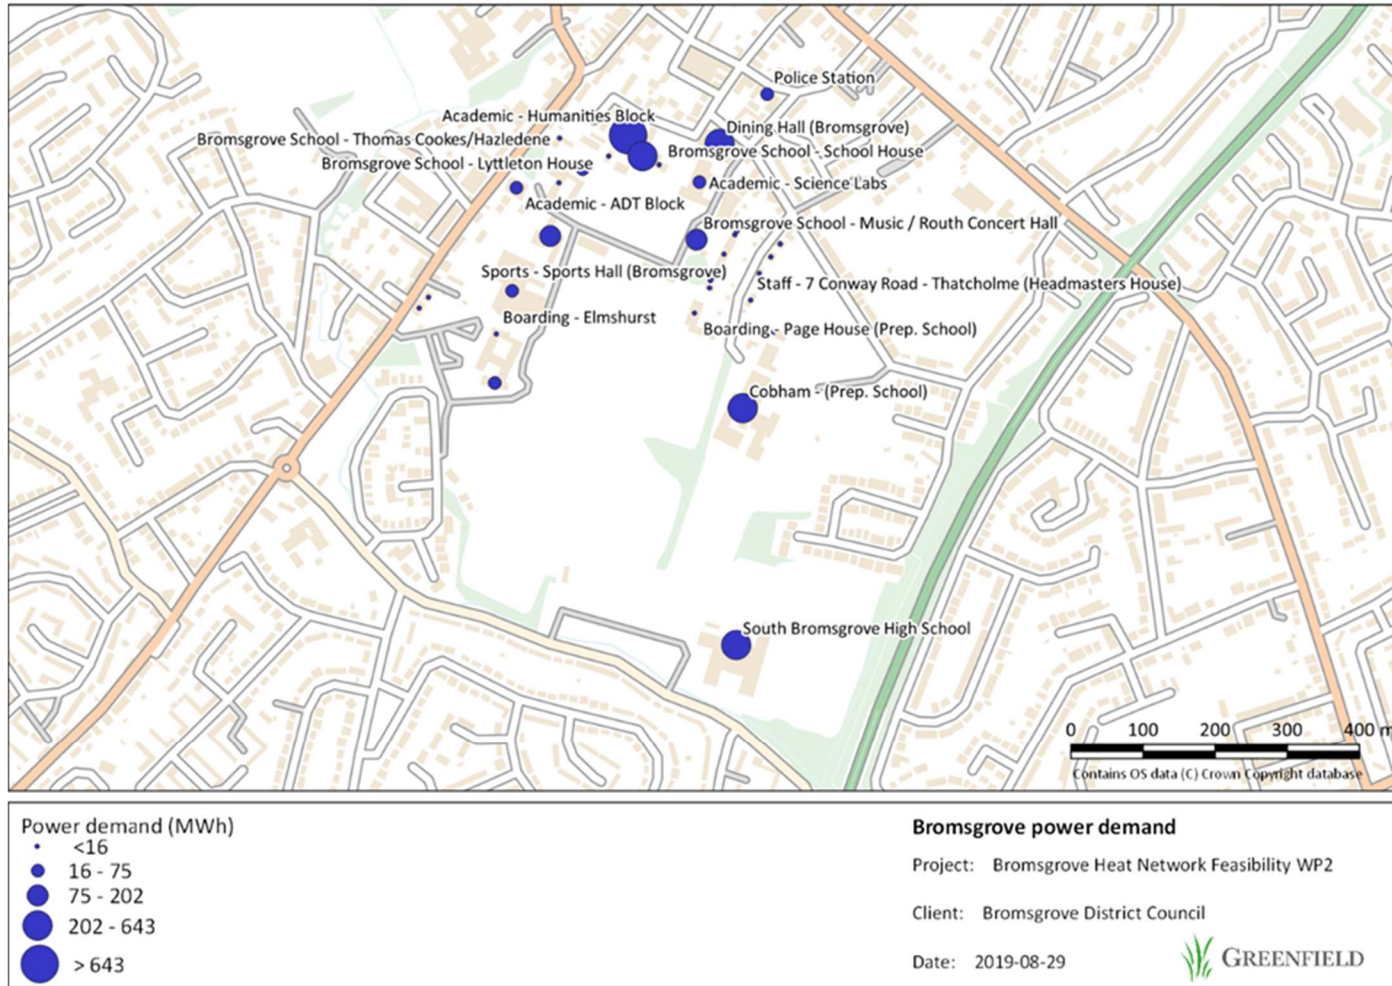 Police Station
Academic - Humanities Block
Dining Hall (Bromsgrove)
Bromsgrove School - Thomas Cookes/Hazledene
Bromsgrove School - School House
Bromsgrove School - Lyttleton House
Academic - Science Labs
Academic - ADT Block
Bromsgrove School - Music / Routh Concert Hall
Sports - Sports Hall (Bromsgrove)
Staff - 7 Conway Road - Thatcholme (Headmasters House)
Boarding - Elmshurst
Boarding - Page House (Prep. School)
Cobham - (Prep. School)
South Bromsgrove High School
0 100 200 300 400 m
Contains OS data (C) Crown Copyright database
Power demand (MWh)
<16
16 - 75
75 - 202
202 - 643
> 643
Bromsgrove power demand
Project: Bromsgrove Heat Network Feasibility WP2
Client: Bromsgrove District Council
Date: 2019-08-29
GREENFIELD